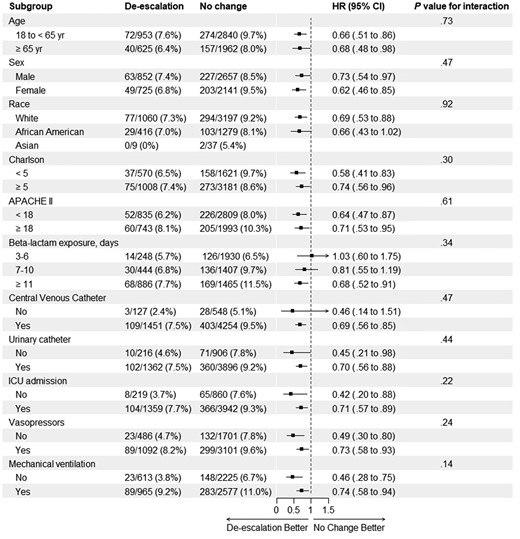 Subgroup De-escalation No change HR (95% CI) P value for interaction
Age .73
18 to < 65 yr 72/953 (7.6%) 274/2840 (9.7%) 0.66 (.51 to .86)
≥ 65 yr 40/625 (6.4%) 157/1962 (8.0%) 0.68 (.48 to .98)
Sex .47
Male 63/852 (7.4%) 227/2657 (8.5%) 0.73 (.54 to .97)
Female 49/725 (6.8%) 203/2141 (9.5%) 0.62 (.46 to .85)
Race .92
White 77/1060 (7.3%) 294/3197 (9.2%) 0.69 (.53 to .88)
African American 29/416 (7.0%) 103/1279 (8.1%) 0.66 (.43 to 1.02)
Asian 0/9 (0%) 2/37 (5.4%)
Charlson .30
< 5 37/570 (6.5%) 158/1621 (9.7%) 0.58 (.41 to .83)
≥ 5 75/1008 (7.4%) 273/3181 (8.6%) 0.74 (.56 to .96)
APACHE II .61
< 18 52/835 (6.2%) 226/2809 (8.0%) 0.64 (.47 to .87)
≥ 18 60/743 (8.1%) 205/1993 (10.3%) 0.71 (.53 to .95)
Beta-lactam exposure, days .34
3-6 14/248 (5.7%) 126/1930 (6.5%) 1.03 (.60 to 1.75)
7-10 30/444 (6.8%) 136/1407 (9.7%) 0.81 (.55 to 1.19)
≥ 11 68/886 (7.7%) 169/1465 (11.5%) 0.68 (.52 to .91)
Central Venous Catheter .47
No 3/127 (2.4%) 28/548 (5.1%) 0.46 (.14 to 1.51)
Yes 109/1451 (7.5%) 403/4254 (9.5%) 0.69 (.56 to .85)
Urinary catheter .44
No 10/216 (4.6%) 71/906 (7.8%) 0.45 (.21 to .98)
Yes 102/1362 (7.5%) 360/3896 (9.2%) 0.70 (.56 to .88)
ICU admission .22
No 8/219 (3.7%) 65/860 (7.6%) 0.42 (.20 to .88)
Yes 104/1359 (7.7%) 366/3942 (9.3%) 0.71 (.57 to .89)
Vasopressors .24
No 23/486 (4.7%) 132/1701 (7.8%) 0.49 (.30 to .80)
Yes 89/1092 (8.2%) 299/3101 (9.6%) 0.73 (.58 to .93)
Mechanical ventilation .14
No 23/613 (3.8%) 148/2225 (6.7%) 0.46 (.28 to .75)
Yes 89/965 (9.2%) 283/2577 (11.0%) 0.74 (.58 to .94)
0 0.5 1 1.5
De-escalation Better No Change Better